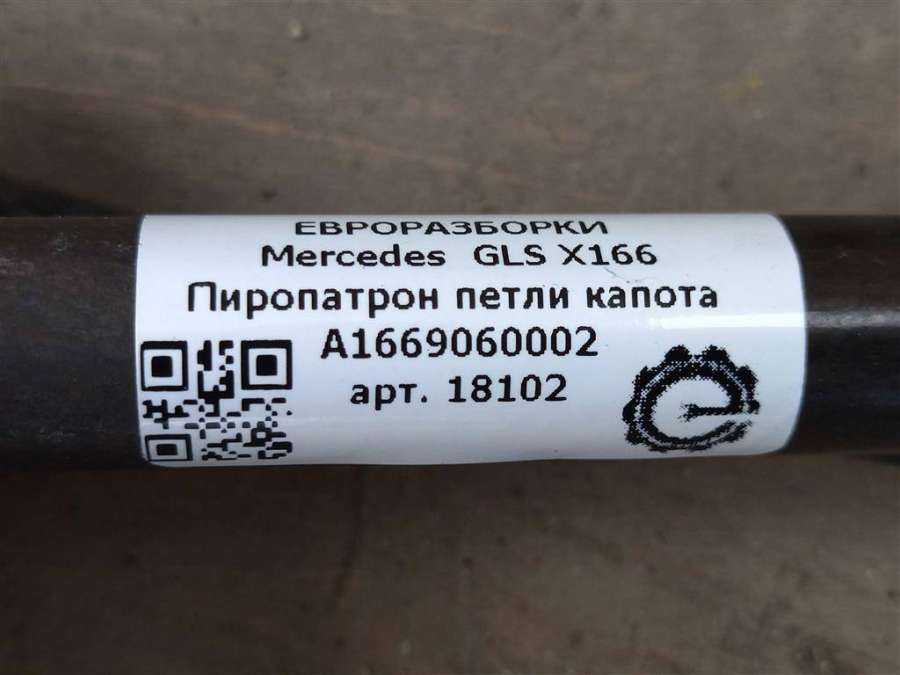 ЕВРОРАЗБОРКИ
Mercedes GLS X166
Пиропатрон петли капота
A1669060002
арт. 18102